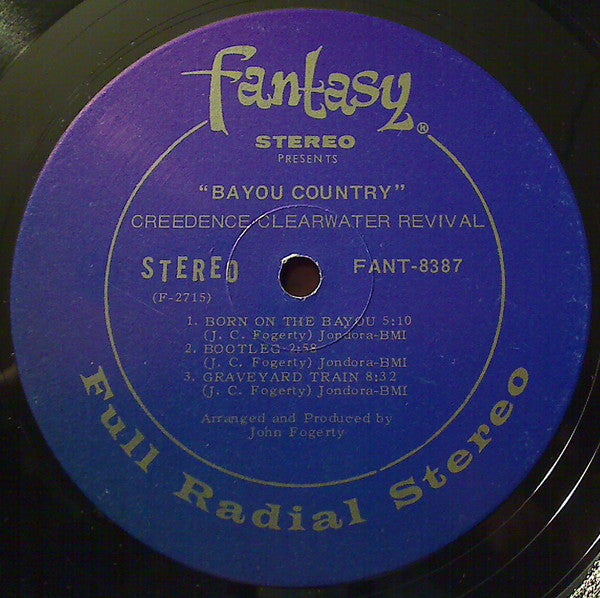 fantasy®
STEREO
PRESENTS
"BAYOU COUNTRY"
CREEDENCE CLEARWATER REVIVAL
STEREO FANT-8387
(F-2715)
1. BORN ON THE BAYOU 5:10
(J. C. Fogerty) Jondora-BMI
2. BOOTLEG 2:58
(J. C. Fogerty) Jondora-BMI
3. GRAVEYARD TRAIN 8:32
(J. C. Fogerty) Jondora-BMI
Arranged and Produced by
John Fogerty
Full Radial Stereo